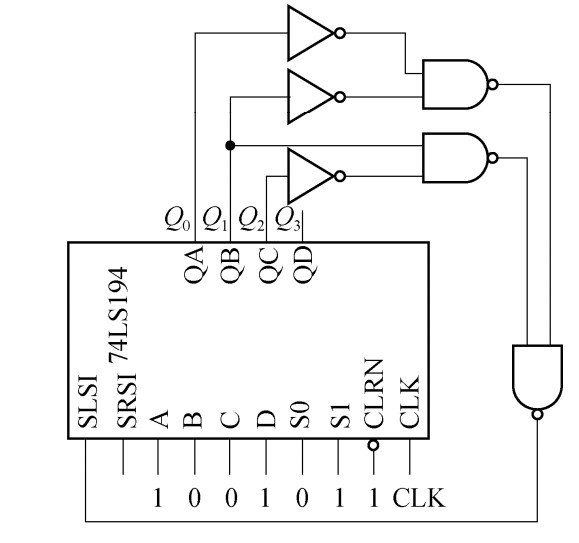 Q₀ Q₁ Q₂ Q₃
QA QB QC QD
74LS194
SLSI SRSI A B C D S0 S1 CLRN CLK
1 0 0 1 0 1 1 CLK